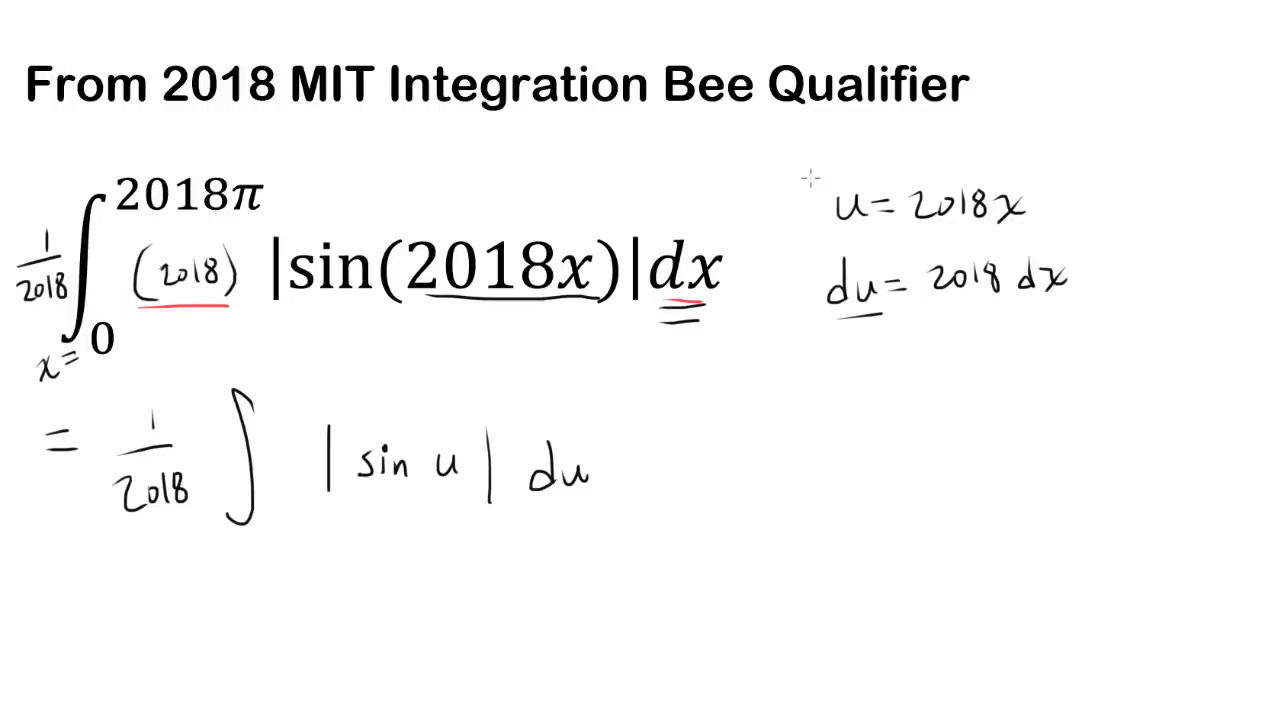 From 2018 MIT Integration Bee Qualifier
1/2018 ∫_{x=0}^{2018π} (2018) |sin(2018x)|dx
u = 2018x
du = 2018 dx
= 1/2018 ∫ |sin u| du